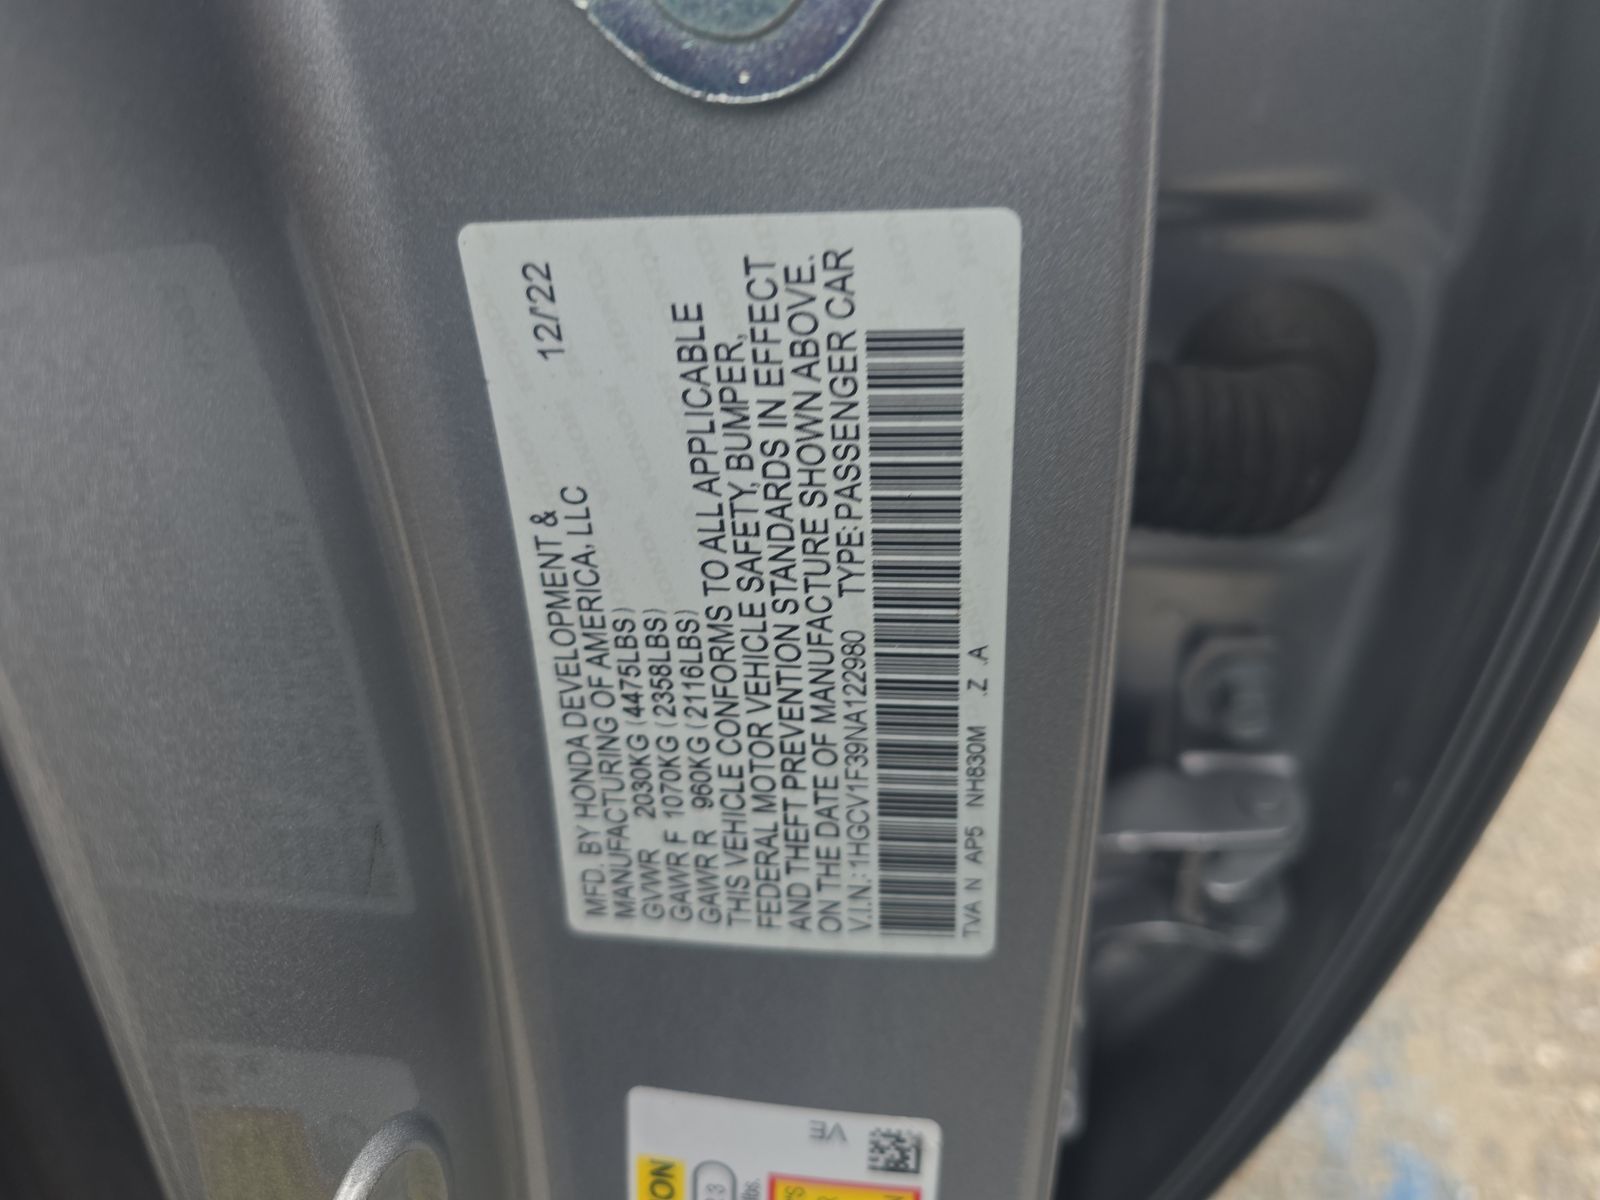 12/'22
MFD. BY HONDA DEVELOPMENT &
MANUFACTURING OF AMERICA, LLC
GVWR 2030KG (4475LBS)
GAWR F 1070KG (2358LBS)
GAWR R 960KG (2116LBS)
THIS VEHICLE CONFORMS TO ALL APPLICABLE
FEDERAL MOTOR VEHICLE SAFETY, BUMPER,
AND THEFT PREVENTION STANDARDS IN EFFECT
ON THE DATE OF MANUFACTURE SHOWN ABOVE.
V.I.N.: 1HGCV1F39NA122980 TYPE: PASSENGER CAR
TVA N AP5 NH830M .Z .A